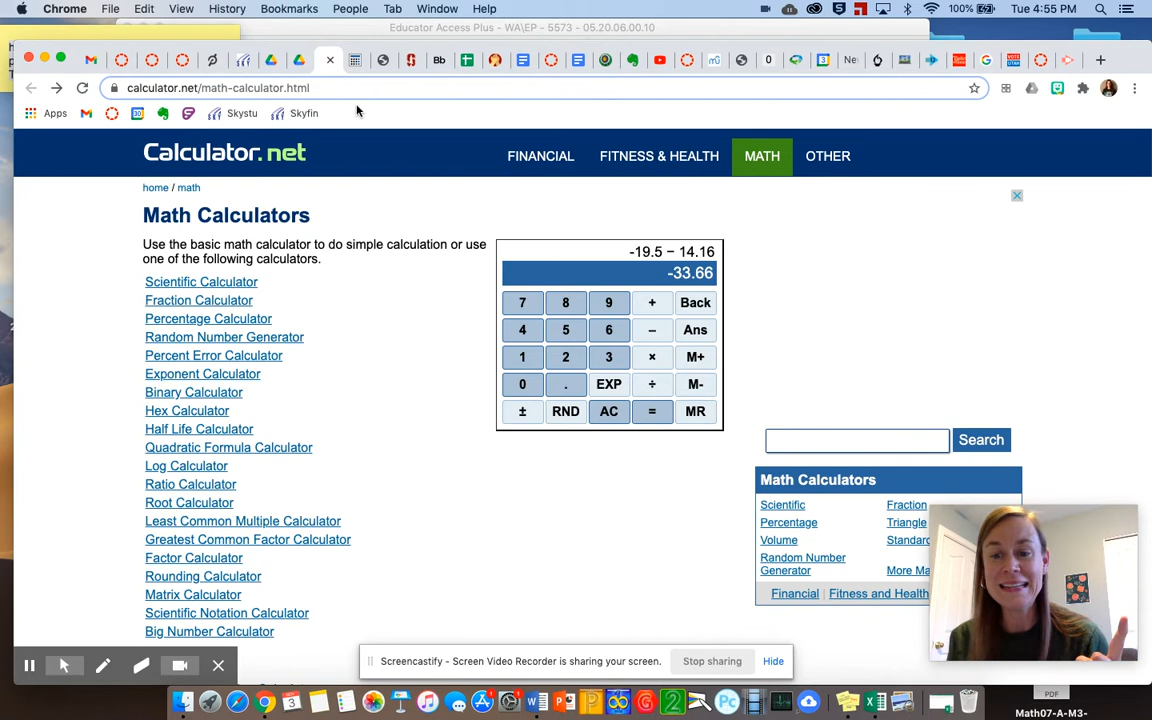 Chrome File Edit View History Bookmarks People Tab Window Help 100% Tue 4:55 PM
Educator Access Plus - WA\EP - 5573 - 05.20.06.00.10
calculator.net/math-calculator.html
Apps Skystu Skyfin
Calculator.net
FINANCIAL FITNESS & HEALTH MATH OTHER
home / math
Math Calculators
Use the basic math calculator to do simple calculation or use
one of the following calculators.
Scientific Calculator
Fraction Calculator
Percentage Calculator
Random Number Generator
Percent Error Calculator
Exponent Calculator
Binary Calculator
Hex Calculator
Half Life Calculator
Quadratic Formula Calculator
Log Calculator
Ratio Calculator
Root Calculator
Least Common Multiple Calculator
Greatest Common Factor Calculator
Factor Calculator
Rounding Calculator
Matrix Calculator
Scientific Notation Calculator
Big Number Calculator
-19.5 − 14.16
-33.66
7 8 9 + Back
4 5 6 – Ans
1 2 3 × M+
0 . EXP ÷ M-
± RND AC = MR
Search
Math Calculators
Scientific Fraction
Percentage Triangle
Volume Standard
Random Number
Generator More Ma
Financial | Fitness and Health
Screencastify - Screen Video Recorder is sharing your screen. Stop sharing Hide
PDF
Math07-A-M3-